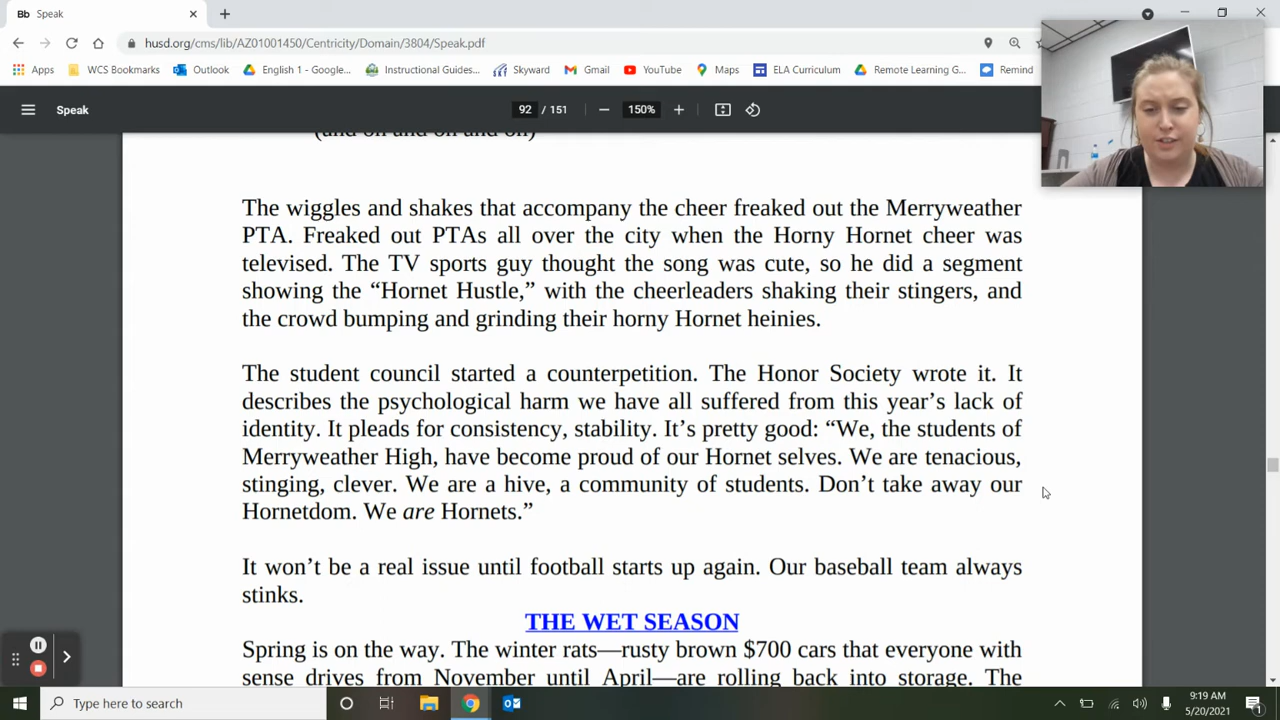 Bb Speak
husd.org/cms/lib/AZ01001450/Centricity/Domain/3804/Speak.pdf
Apps WCS Bookmarks Outlook English 1 - Google... Instructional Guides... Skyward Gmail YouTube Maps ELA Curriculum Remote Learning G... Remind
Speak 92 / 151 150%
(and on and on and on)
The wiggles and shakes that accompany the cheer freaked out the Merryweather
PTA. Freaked out PTAs all over the city when the Horny Hornet cheer was
televised. The TV sports guy thought the song was cute, so he did a segment
showing the “Hornet Hustle,” with the cheerleaders shaking their stingers, and
the crowd bumping and grinding their horny Hornet heinies.
The student council started a counterpetition. The Honor Society wrote it. It
describes the psychological harm we have all suffered from this year’s lack of
identity. It pleads for consistency, stability. It’s pretty good: “We, the students of
Merryweather High, have become proud of our Hornet selves. We are tenacious,
stinging, clever. We are a hive, a community of students. Don’t take away our
Hornetdom. We are Hornets.”
It won’t be a real issue until football starts up again. Our baseball team always
stinks.
THE WET SEASON
Spring is on the way. The winter rats—rusty brown $700 cars that everyone with
sense drives from November until April—are rolling back into storage. The
Type here to search
9:19 AM
5/20/2021